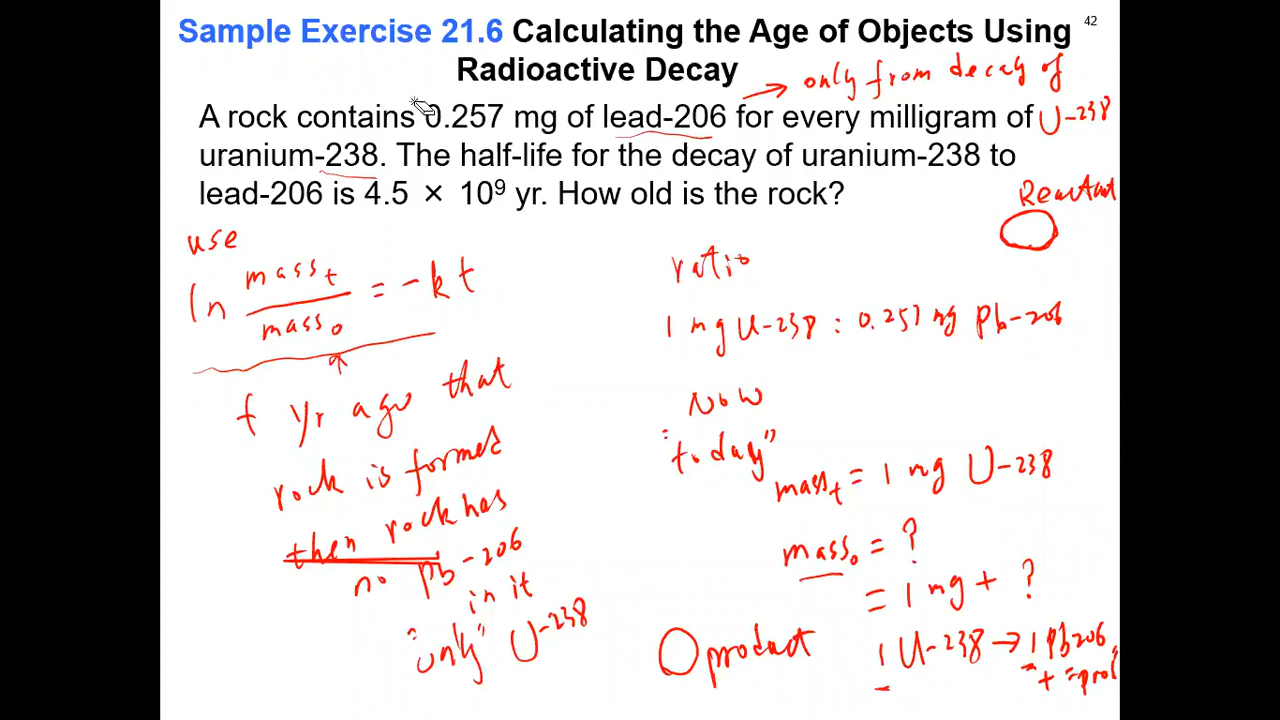 Sample Exercise 21.6 Calculating the Age of Objects Using
42
Radioactive Decay
→ only from decay of
U-238
A rock contains 0.257 mg of lead-206 for every milligram of
uranium-238. The half-life for the decay of uranium-238 to
lead-206 is 4.5 × 10⁹ yr. How old is the rock?
Reactant
use
ln mass_t / mass_0 = -kt
t yr ago that
rock is formed
then rock has
no pb-206
in it
"only" U-238
ratio
1 mg U-238 : 0.257 mg pb-206
Now
"today"
mass_t = 1 mg U-238
mass_0 = ?
= 1 mg + ?
product
1 U-238 → 1 pb206
+